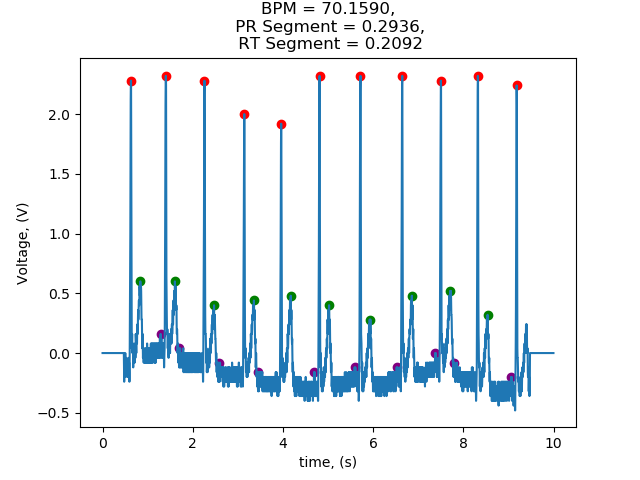 BPM = 70.1590,
PR Segment = 0.2936,
RT Segment = 0.2092
2.0
1.5
1.0
0.5
0.0
−0.5
Voltage, (V)
0 2 4 6 8 10
time, (s)